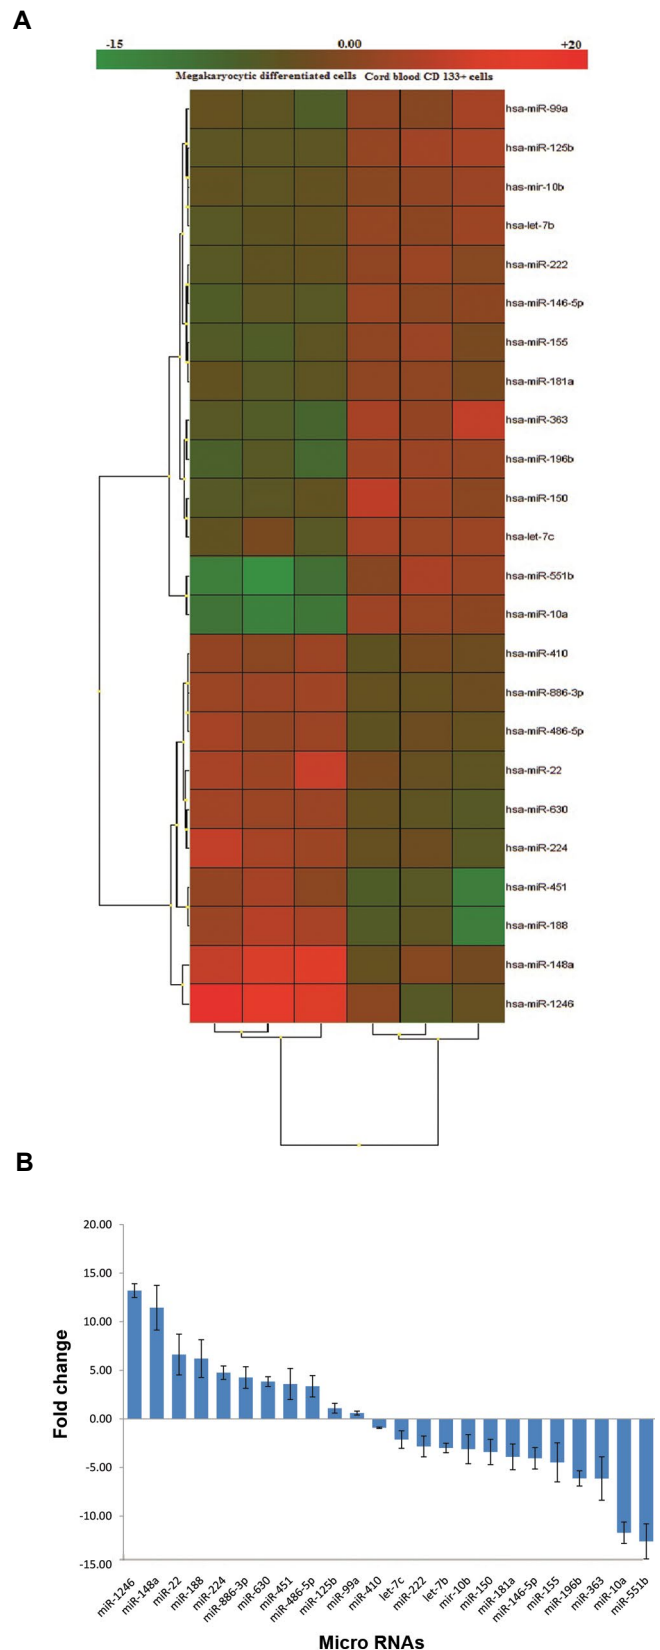 A
-15 0.00 +20
Megakaryocytic differentiated cells Cord blood CD 133+ cells
hsa-miR-99a
hsa-miR-125b
has-mir-10b
hsa-let-7b
hsa-miR-222
hsa-miR-146-5p
hsa-miR-155
hsa-miR-181a
hsa-miR-363
hsa-miR-196b
hsa-miR-150
hsa-let-7c
hsa-miR-551b
hsa-miR-10a
hsa-miR-410
hsa-miR-886-3p
hsa-miR-486-5p
hsa-miR-22
hsa-miR-630
hsa-miR-224
hsa-miR-451
hsa-miR-188
hsa-miR-148a
hsa-miR-1246
B
Fold change
20.00
15.00
10.00
5.00
0.00
-5.00
-10.00
-15.00
miR-1246
miR-148a
miR-22
miR-188
miR-224
miR-886-3p
miR-630
miR-451
miR-486-5p
miR-125b
miR-99a
miR-410
let-7c
miR-222
let-7b
mir-10b
miR-150
miR-181a
miR-146-5p
miR-155
miR-196b
miR-363
miR-10a
miR-551b
Micro RNAs